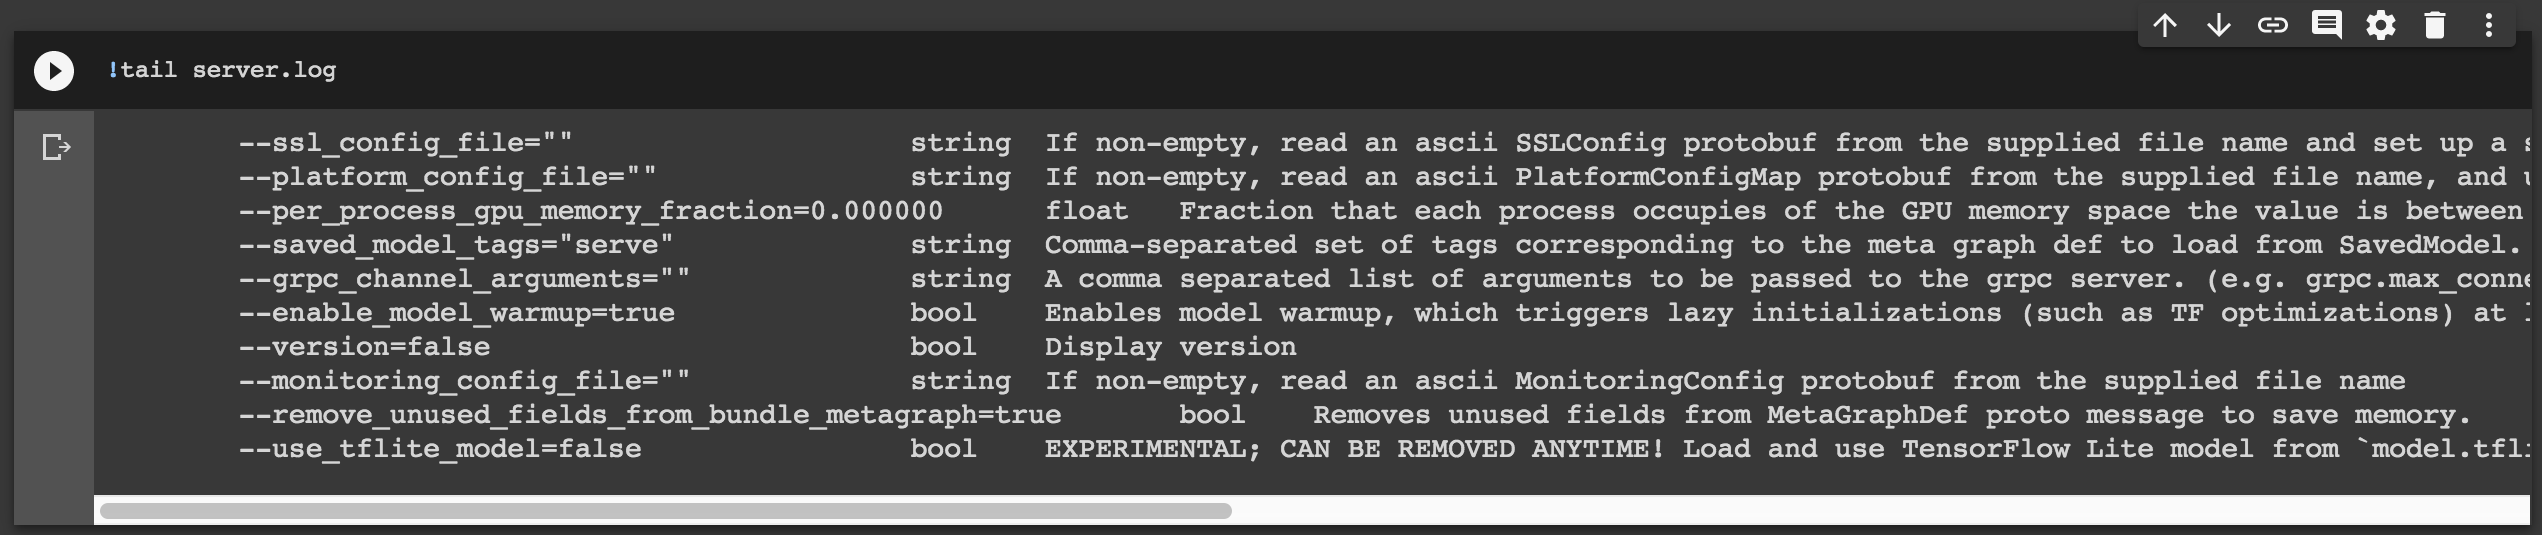 !tail server.log
--ssl_config_file="" string If non-empty, read an ascii SSLConfig protobuf from the supplied file name and set up a
--platform_config_file="" string If non-empty, read an ascii PlatformConfigMap protobuf from the supplied file name, and
--per_process_gpu_memory_fraction=0.000000 float Fraction that each process occupies of the GPU memory space the value is between
--saved_model_tags="serve" string Comma-separated set of tags corresponding to the meta graph def to load from SavedModel.
--grpc_channel_arguments="" string A comma separated list of arguments to be passed to the grpc server. (e.g. grpc.max_conne
--enable_model_warmup=true bool Enables model warmup, which triggers lazy initializations (such as TF optimizations) at
--version=false bool Display version
--monitoring_config_file="" string If non-empty, read an ascii MonitoringConfig protobuf from the supplied file name
--remove_unused_fields_from_bundle_metagraph=true bool Removes unused fields from MetaGraphDef proto message to save memory.
--use_tflite_model=false bool EXPERIMENTAL; CAN BE REMOVED ANYTIME! Load and use TensorFlow Lite model from `model.tfli